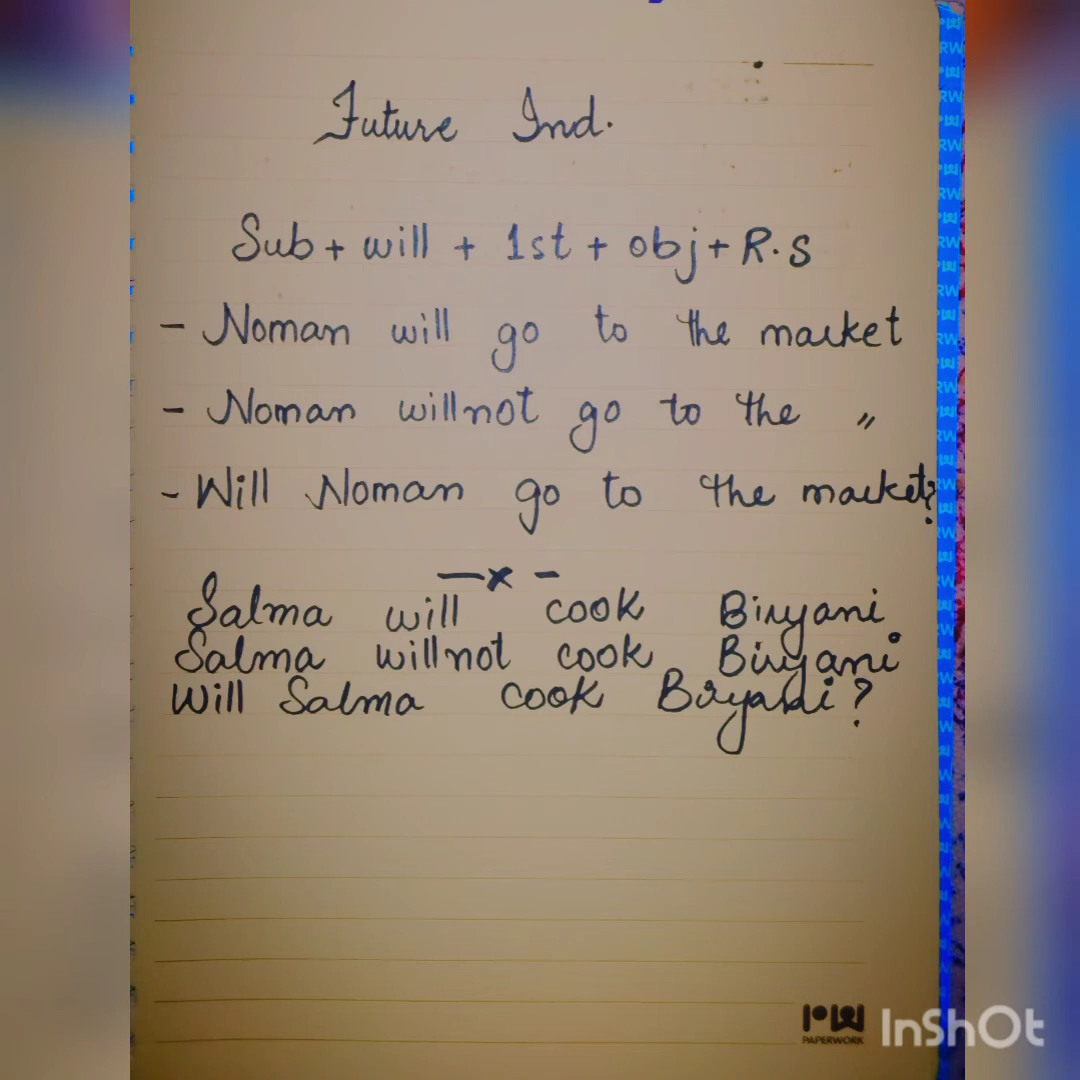 Future Ind.
Sub + will + 1st + obj + R.S
- Noman will go to the market
- Noman willnot go to the "
- Will Noman go to the market?
—x-
Salma will cook Biryani.
Salma willnot cook Biryani
Will Salma cook Biryani?
PW
PAPERWORK
InShOt